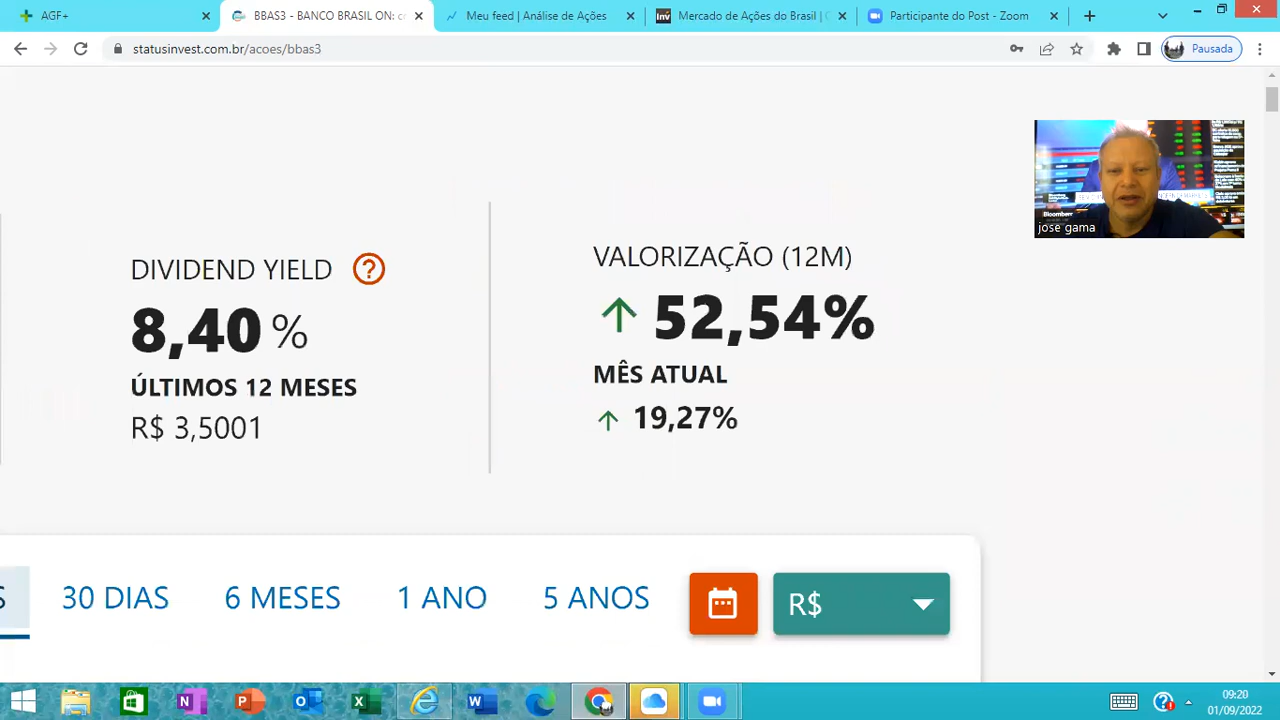 AGF+
BBAS3 - BANCO BRASIL ON: c
Meu feed | Análise de Ações
Inv
Mercado de Ações do Brasil |
Participante do Post - Zoom
statusinvest.com.br/acoes/bbas3
Pausada
Bloomberg
jose gama
DIVIDEND YIELD ?
8,40 %
ÚLTIMOS 12 MESES
R$ 3,5001
VALORIZAÇÃO (12M)
52,54%
MÊS ATUAL
19,27%
S
30 DIAS
6 MESES
1 ANO
5 ANOS
R$
09:20
01/09/2022